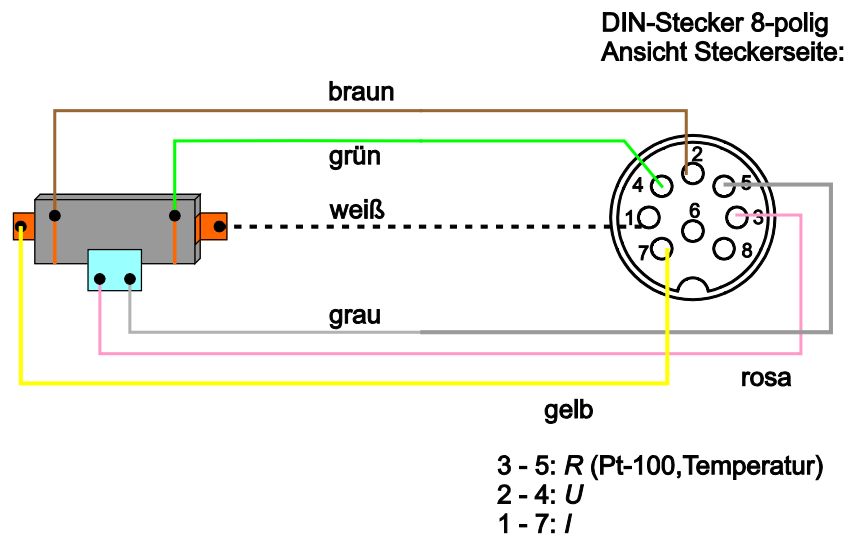 DIN-Stecker 8-polig
Ansicht Steckerseite:
braun
grün
weiß
2
4
5
1
6
3
7
8
grau
rosa
gelb
3 - 5: R (Pt-100,Temperatur)
2 - 4: U
1 - 7: I